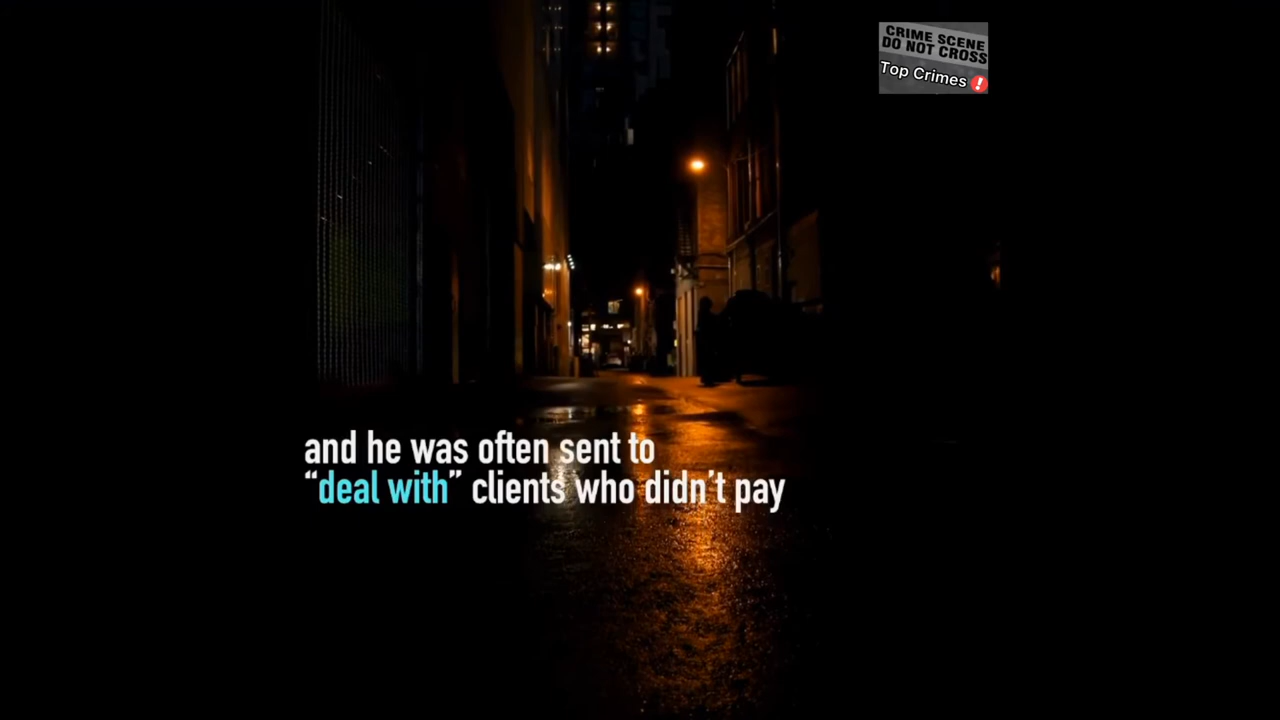 CRIME SCENE
DO NOT CROSS
Top Crimes❗
and he was often sent to
“deal with” clients who didn’t pay